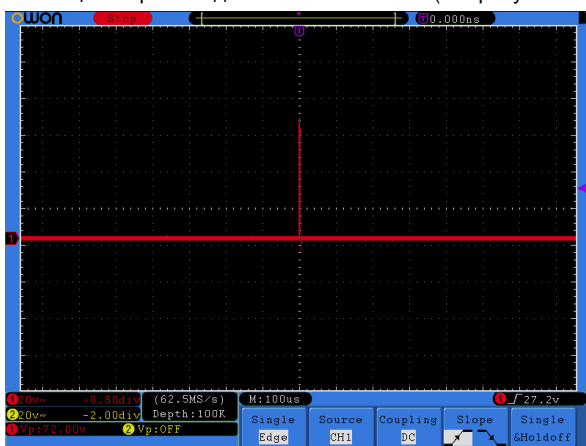 owon Stop T 0.000ns
T
1
1 20v~ -0.80div (62.5MS/s) M:100us 1 27.2v
2 20v~ -2.00div Depth:100K
1 Vp:72.00v 2 Vp:OFF
Single Source Coupling Slope Single
Edge CH1 DC &Holdoff